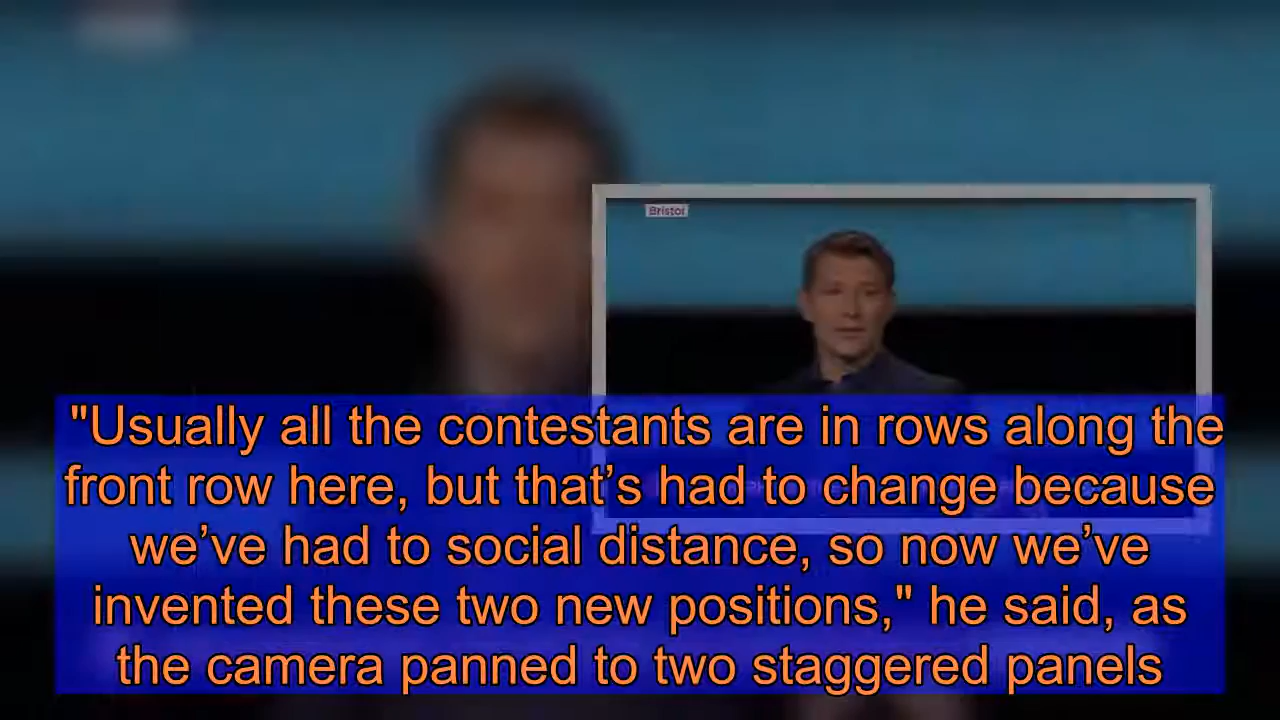 Bristol
"Usually all the contestants are in rows along the
front row here, but that’s had to change because
we’ve had to social distance, so now we’ve
invented these two new positions," he said, as
the camera panned to two staggered panels